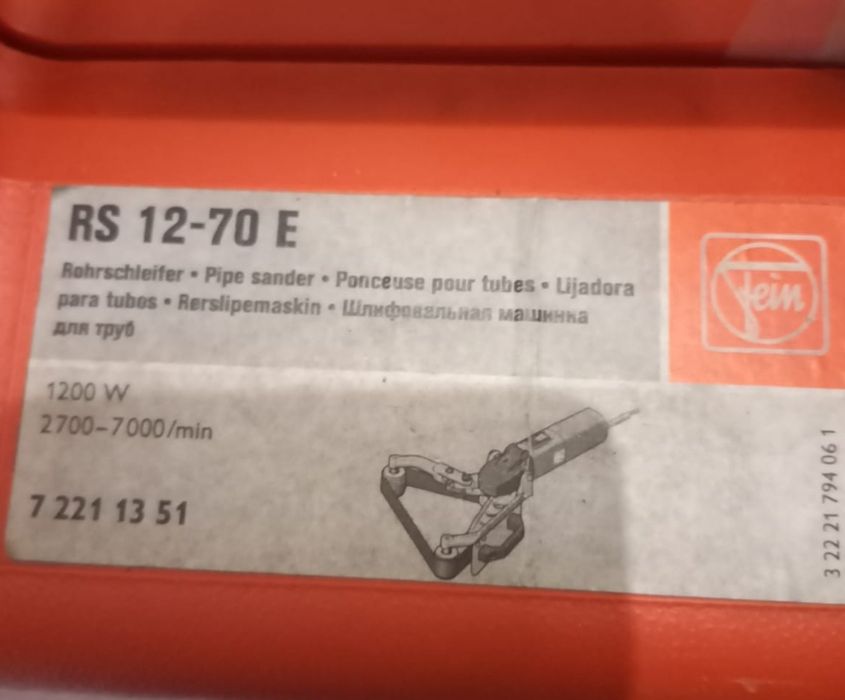 RS 12-70 E
Rohrschleifer • Pipe sander • Ponceuse pour tubes • Lijadora
para tubos • Rørslipemaskin • Шлифовальная машинка
для труб
Fein
1200 W
2700–7000/min
7 221 13 51
3 22 21 794 06 1